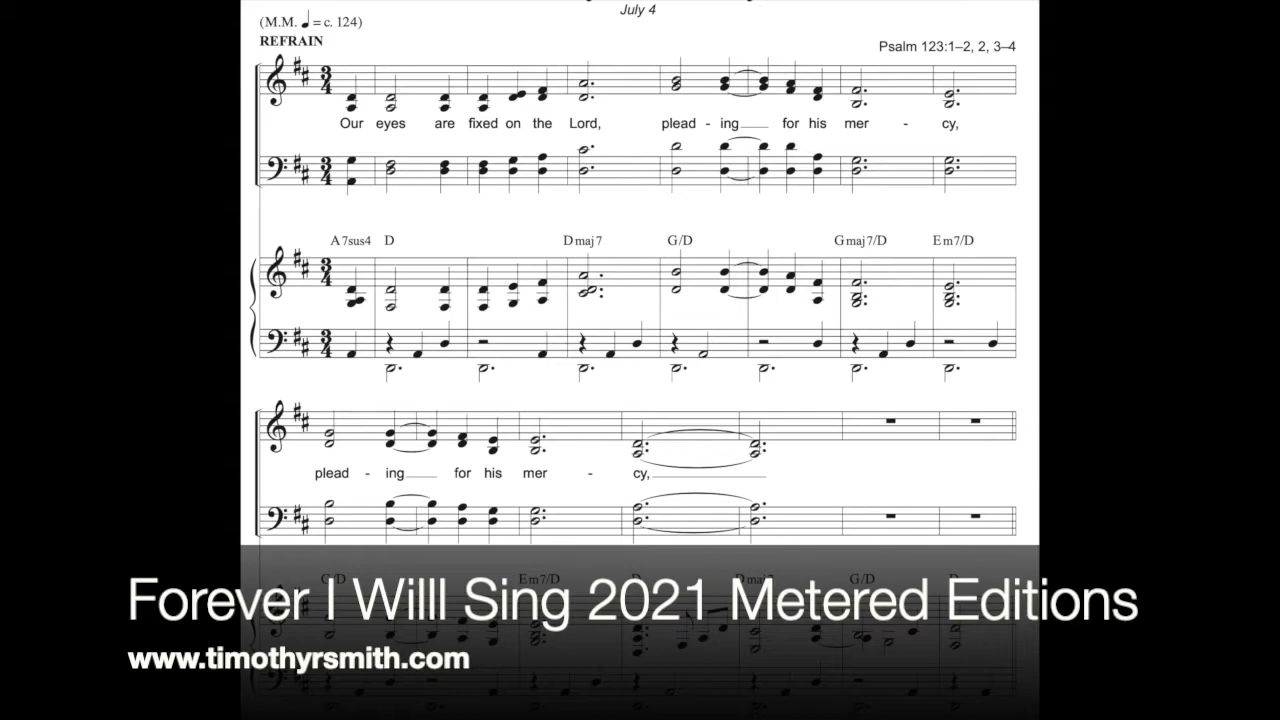 July 4
(M.M. ♩ = c. 124)
REFRAIN
Psalm 123:1–2, 2, 3–4
Our eyes are fixed on the Lord, plead - ing for his mer - cy,
A7sus4 D Dmaj7 G/D Gmaj7/D Em7/D
plead - ing for his mer - cy,
G/D Em7/D D Dmaj7 G/D D
Forever I Willl Sing 2021 Metered Editions
www.timothyrsmith.com